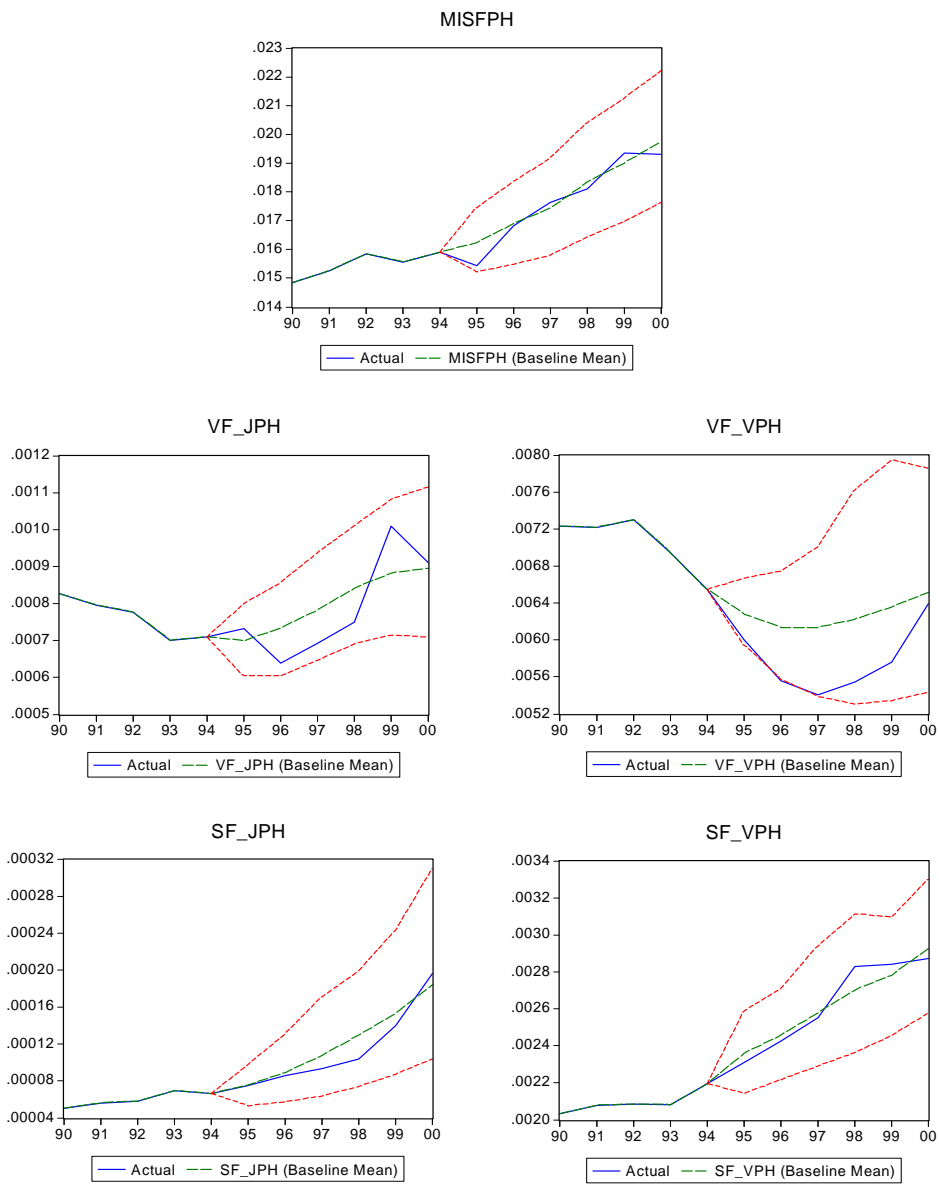 MISFPH
.023
.022
.021
.020
.019
.018
.017
.016
.015
.014
90 91 92 93 94 95 96 97 98 99 00
Actual MISFPH (Baseline Mean)
VF_JPH
.0012
.0011
.0010
.0009
.0008
.0007
.0006
.0005
90 91 92 93 94 95 96 97 98 99 00
Actual VF_JPH (Baseline Mean)
VF_VPH
.0080
.0076
.0072
.0068
.0064
.0060
.0056
.0052
90 91 92 93 94 95 96 97 98 99 00
Actual VF_VPH (Baseline Mean)
SF_JPH
.00032
.00028
.00024
.00020
.00016
.00012
.00008
.00004
90 91 92 93 94 95 96 97 98 99 00
Actual SF_JPH (Baseline Mean)
SF_VPH
.0034
.0032
.0030
.0028
.0026
.0024
.0022
.0020
90 91 92 93 94 95 96 97 98 99 00
Actual SF_VPH (Baseline Mean)